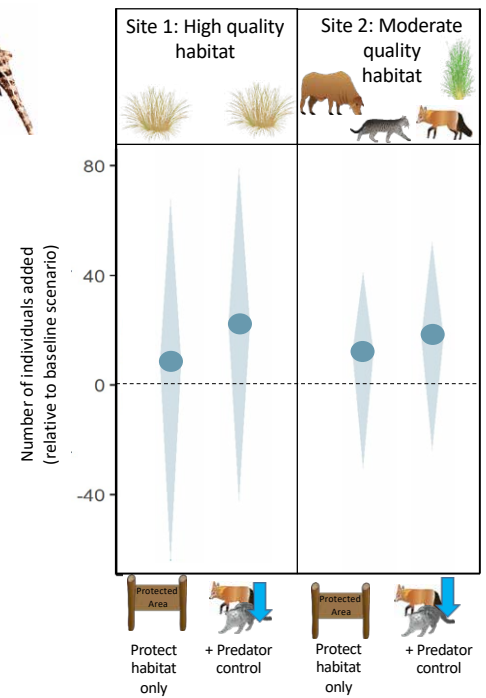 Site 1: High quality
habitat
Site 2: Moderate
quality
habitat
Number of individuals added
(relative to baseline scenario)
80
40
0
-40
Protected
Area
Protected
Area
Protect
habitat
only
+ Predator
control
Protect
habitat
only
+ Predator
control